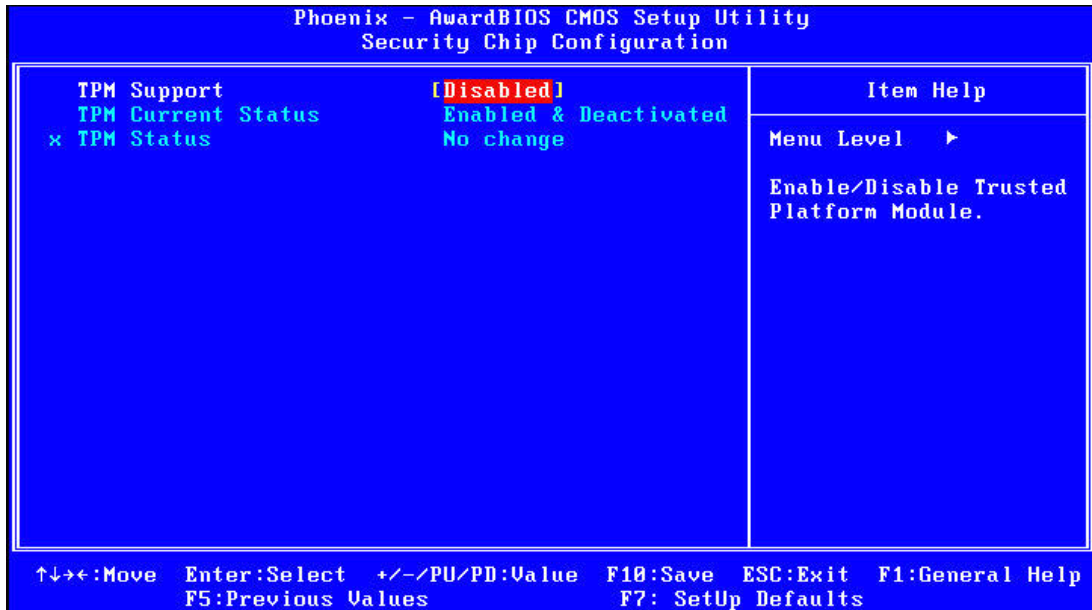 Phoenix - AwardBIOS CMOS Setup Utility
Security Chip Configuration
TPM Support [Disabled]
TPM Current Status Enabled & Deactivated
x TPM Status No change
Item Help
Menu Level ►
Enable/Disable Trusted
Platform Module.
↑↓→←:Move Enter:Select +/-/PU/PD:Value F10:Save ESC:Exit F1:General Help
F5:Previous Values F7: SetUp Defaults